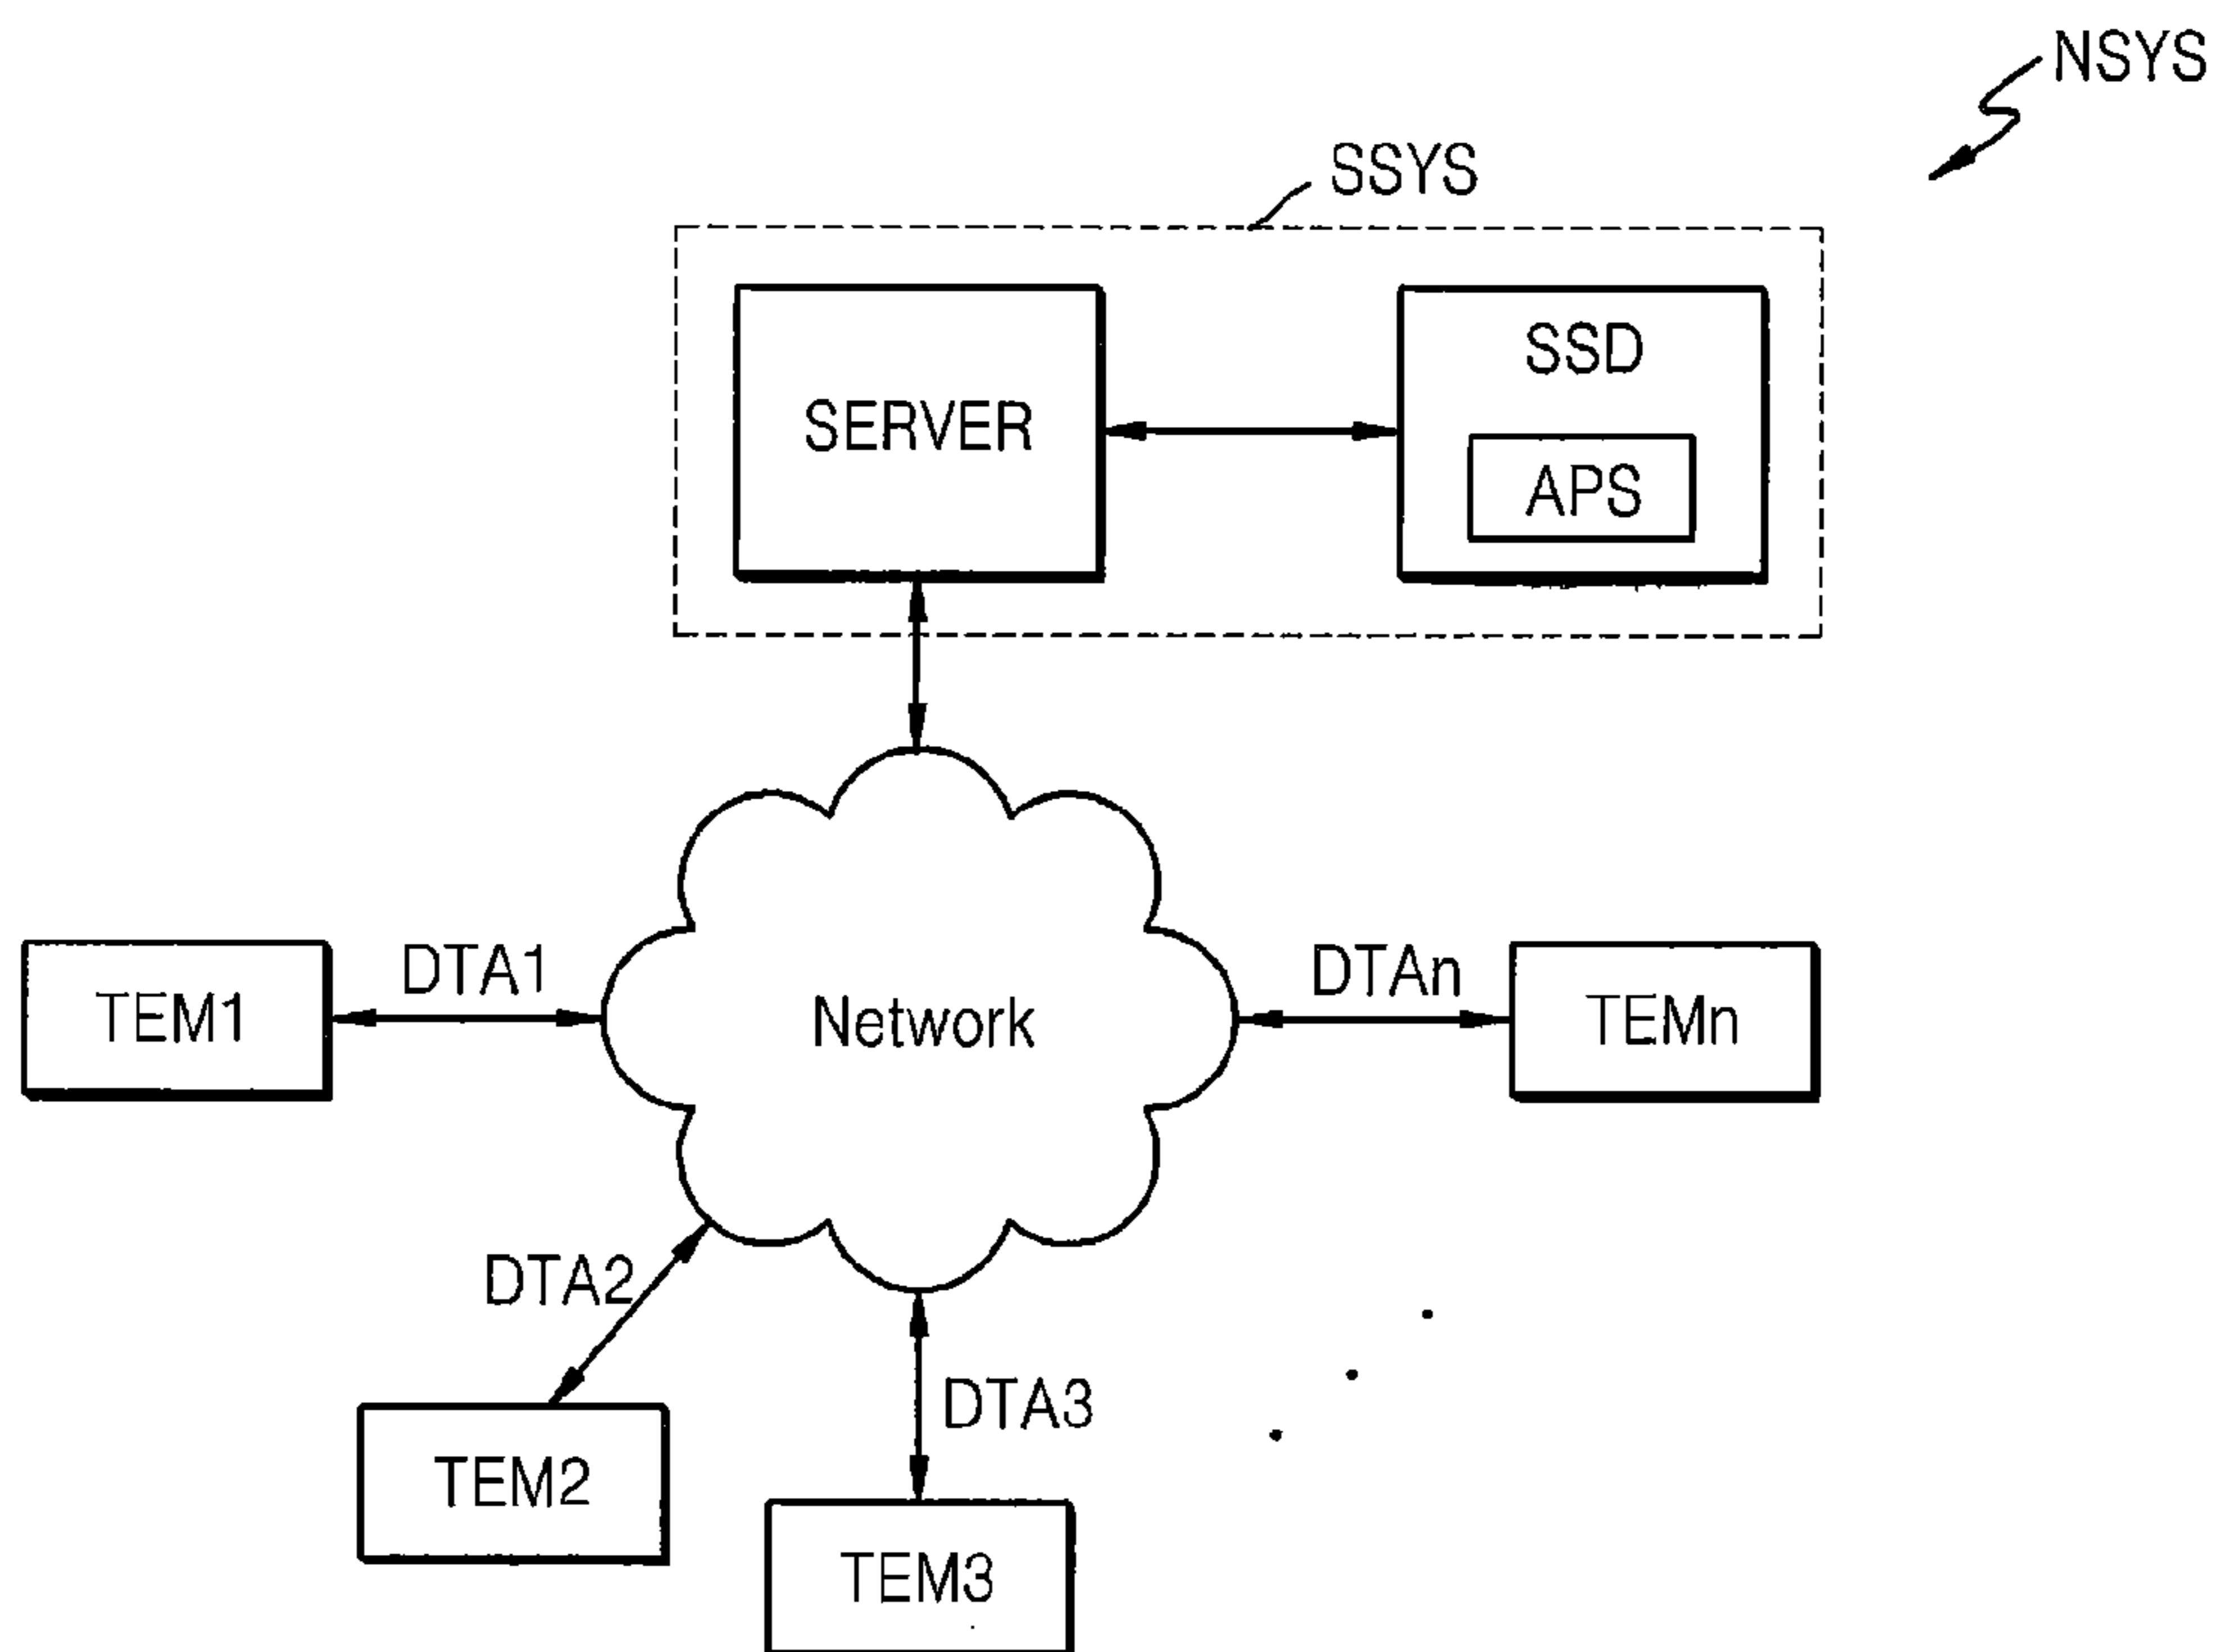 NSYS
SSYS
SERVER
SSD
APS
TEM1
DTA1
Network
DTAn
TEMn
DTA2
DTA3
TEM2
TEM3